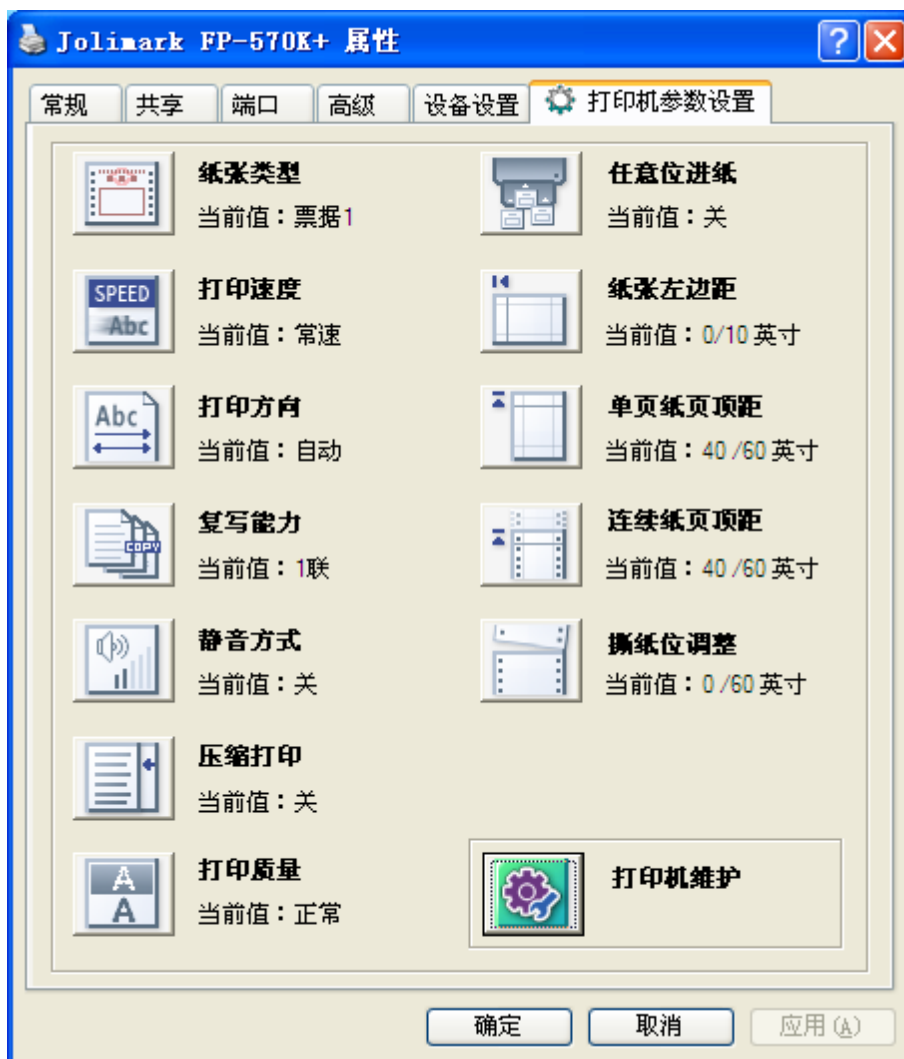 Jolimark FP-570K+ 属性
常规 共享 端口 高级 设备设置 打印机参数设置
纸张类型
当前值：票据1
任意位进纸
当前值：关
SPEED
Abc
打印速度
当前值：常速
纸张左边距
当前值：0/10 英寸
Abc
打印方向
当前值：自动
单页纸页顶距
当前值：40 /60 英寸
COPY
复写能力
当前值：1联
连续纸页顶距
当前值：40 /60 英寸
静音方式
当前值：关
撕纸位调整
当前值：0 /60 英寸
压缩打印
当前值：关
A
A
打印质量
当前值：正常
打印机维护
确定 取消 应用(A)